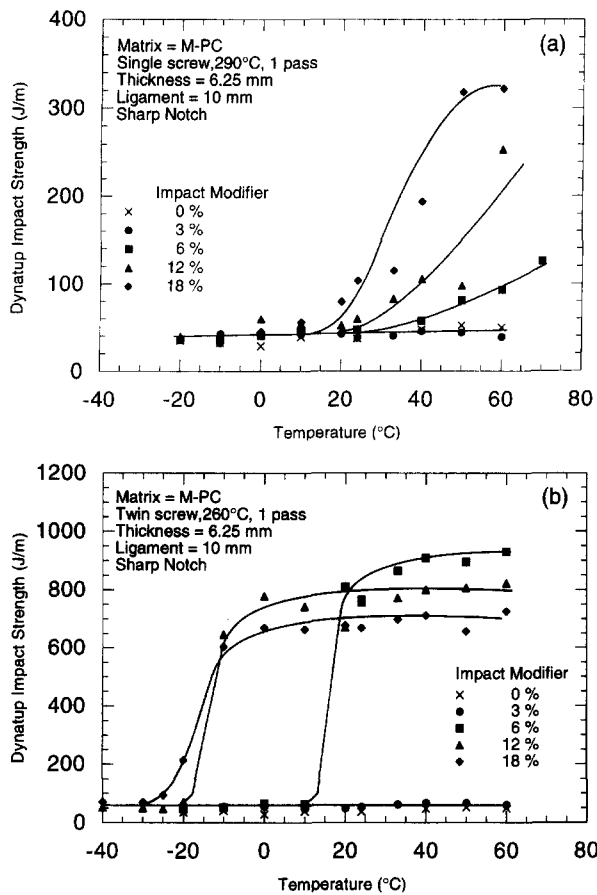 400
(a)
Matrix = M-PC
Single screw,290°C, 1 pass
Thickness = 6.25 mm
Ligament = 10 mm
Sharp Notch
300
Dynatup Impact Strength (J/m)
200
Impact Modifier
0 %
3 %
6 %
12 %
18 %
100
0
-40 -20 0 20 40 60 80
Temperature (°C)
1200
(b)
Matrix = M-PC
Twin screw,260°C, 1 pass
Thickness = 6.25 mm
Ligament = 10 mm
Sharp Notch
1000
800
Dynatup Impact Strength (J/m)
600
Impact Modifier
0 %
3 %
6 %
12 %
18 %
400
200
0
-40 -20 0 20 40 60 80
Temperature (°C)